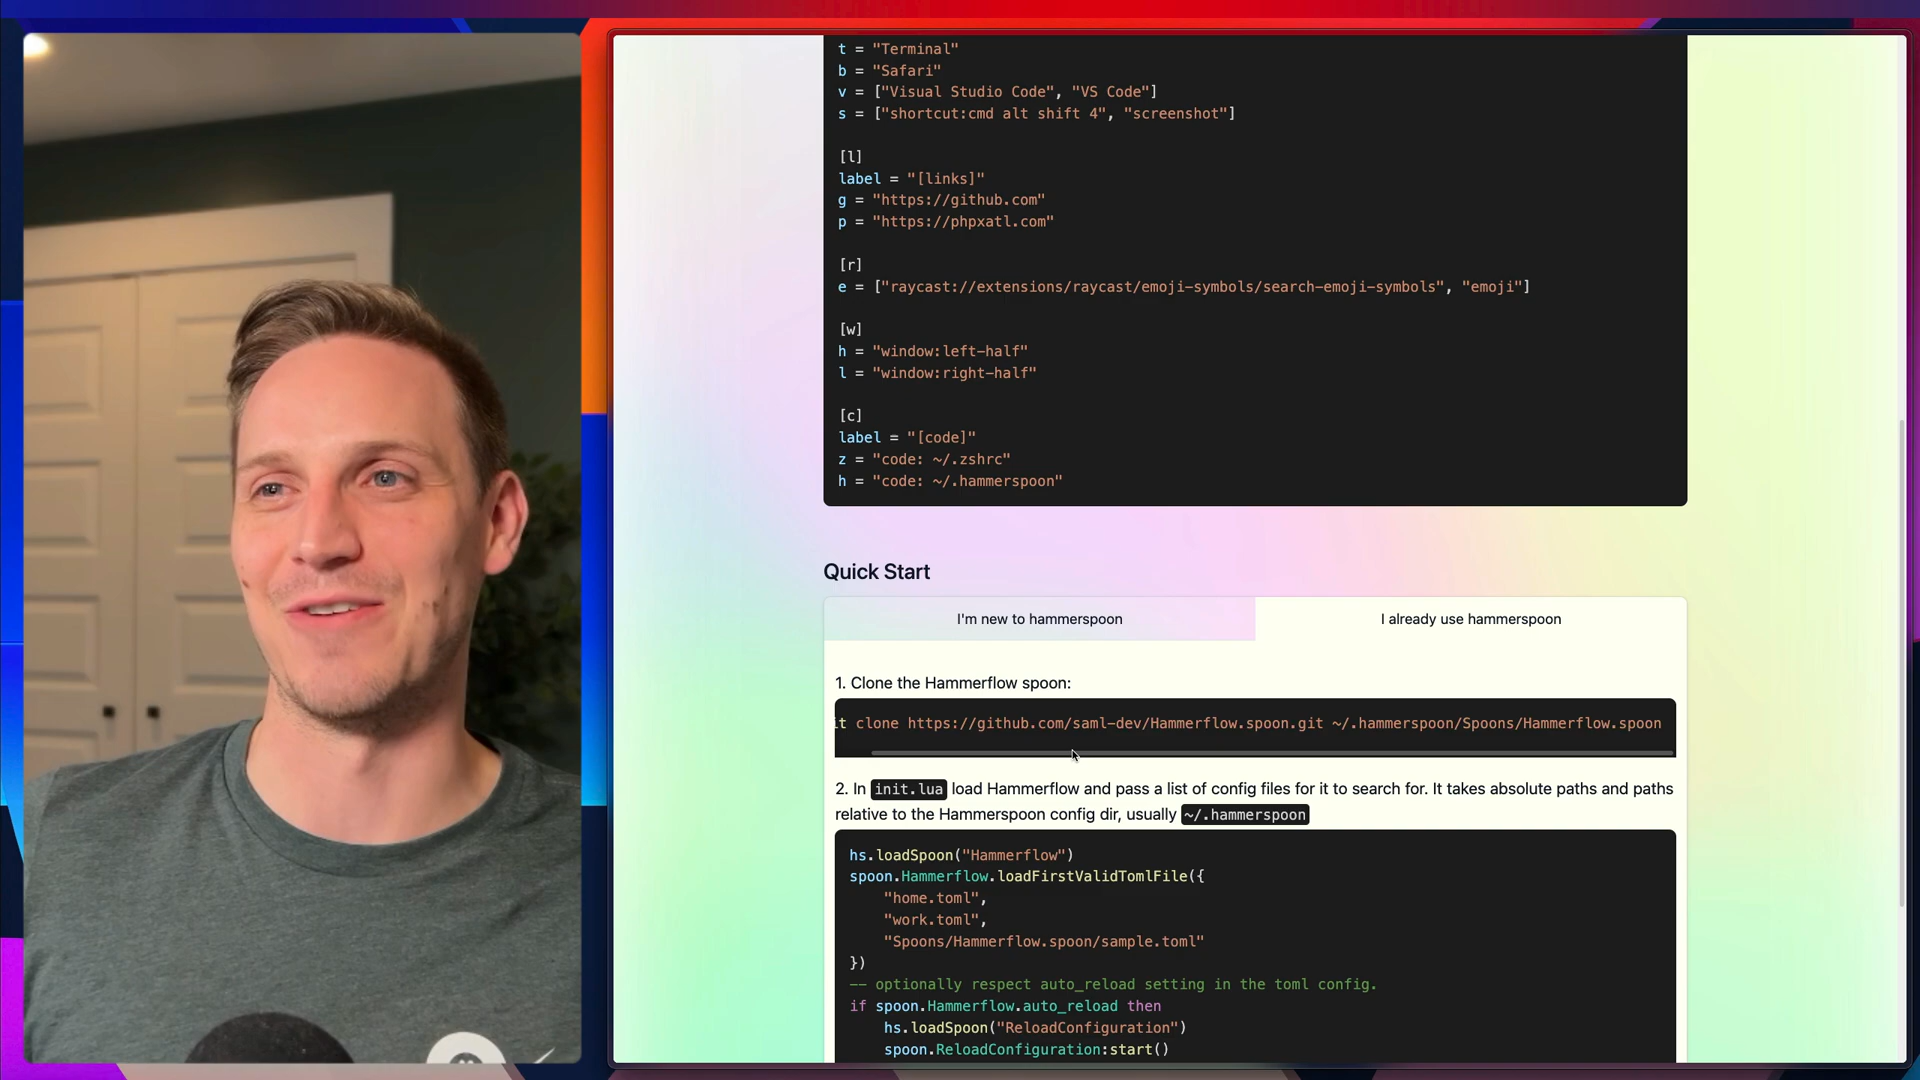 t = "Terminal"
b = "Safari"
v = ["Visual Studio Code", "VS Code"]
s = ["shortcut:cmd alt shift 4", "screenshot"]
[l]
label = "[links]"
g = "https://github.com"
p = "https://phpxatl.com"
[r]
e = ["raycast://extensions/raycast/emoji-symbols/search-emoji-symbols", "emoji"]
[w]
h = "window:left-half"
l = "window:right-half"
[c]
label = "[code]"
z = "code: ~/.zshrc"
h = "code: ~/.hammerspoon"
Quick Start
I'm new to hammerspoon
I already use hammerspoon
1. Clone the Hammerflow spoon:
it clone https://github.com/saml-dev/Hammerflow.spoon.git ~/.hammerspoon/Spoons/Hammerflow.spoon
2. In init.lua load Hammerflow and pass a list of config files for it to search for. It takes absolute paths and paths
relative to the Hammerspoon config dir, usually ~/.hammerspoon
hs.loadSpoon("Hammerflow")
spoon.Hammerflow.loadFirstValidTomlFile({
"home.toml",
"work.toml",
"Spoons/Hammerflow.spoon/sample.toml"
})
-- optionally respect auto_reload setting in the toml config.
if spoon.Hammerflow.auto_reload then
hs.loadSpoon("ReloadConfiguration")
spoon.ReloadConfiguration:start()